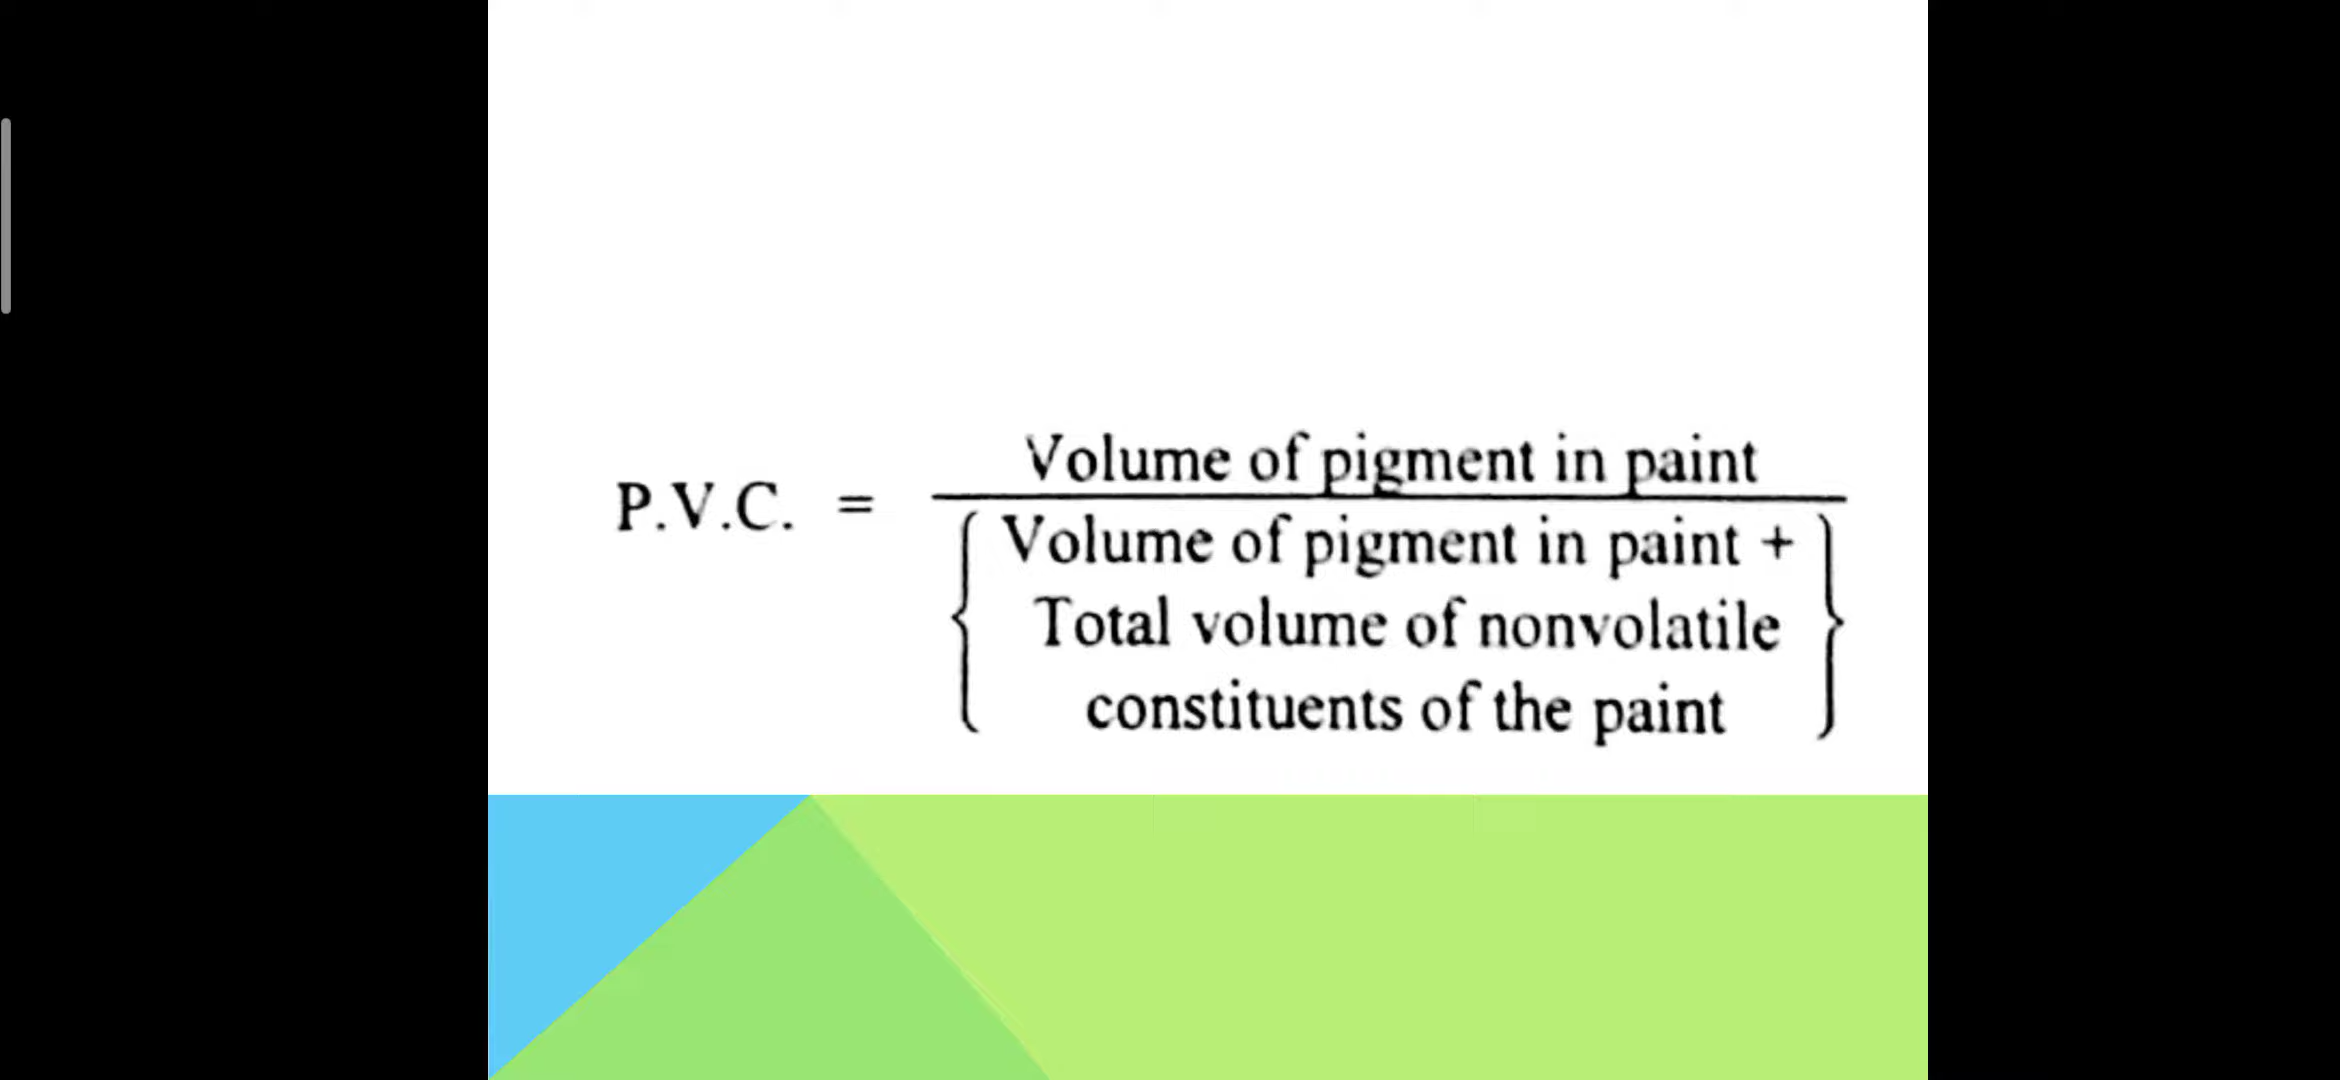 Volume of pigment in paint
P.V.C. =
Volume of pigment in paint +
Total volume of nonvolatile
constituents of the paint